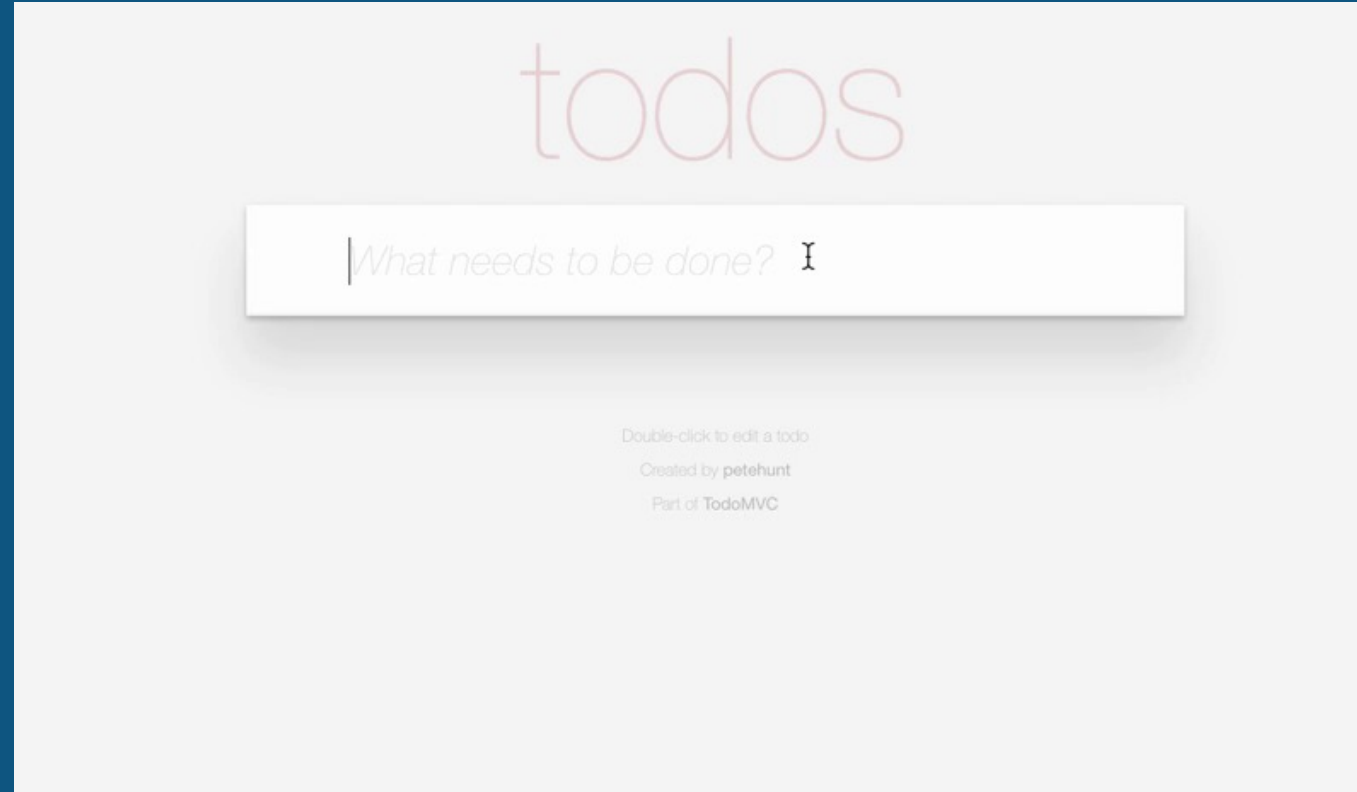 todos
What needs to be done?
Double-click to edit a todo
Created by petehunt
Part of TodoMVC